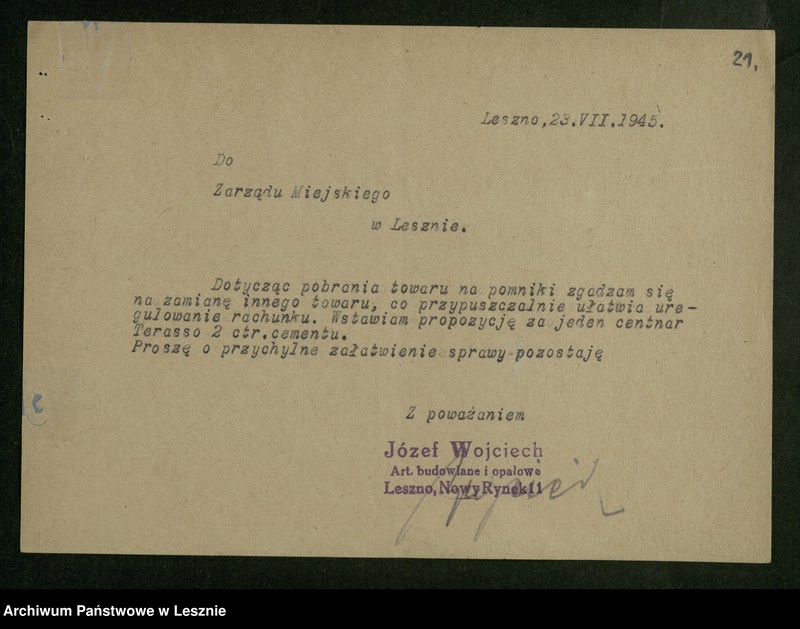 21.
Leszno,23.VII.1945.
Do
Zarządu Miejskiego
w Lesznie.
Dotycząc pobrania towaru na pomniki zgadzam się
na zamianę innego towaru, co przypuszczalnie ułatwia ure-
gulowanie rachunku. Wstawiam propozycję za jeden centnar
Terasso 2 ctr.cementu.
Proszę o przychylne załatwienie sprawy pozostaję
Z poważaniem
Józef Wojciech
Art. budowlane i opałowe
Leszno, Nowy Rynek
Archiwum Państwowe w Lesznie